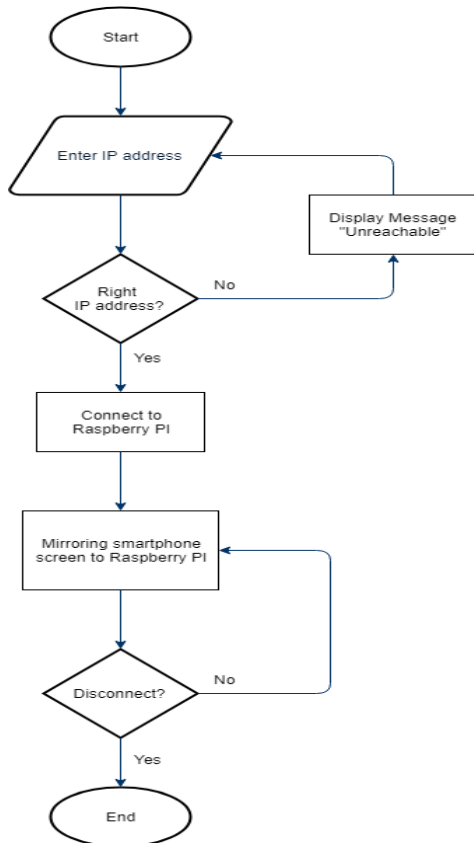 Start
Enter IP address
Display Message
"Unreachable"
Right
IP address?
No
Yes
Connect to
Raspberry PI
Mirroring smartphone
screen to Raspberry PI
Disconnect?
No
Yes
End